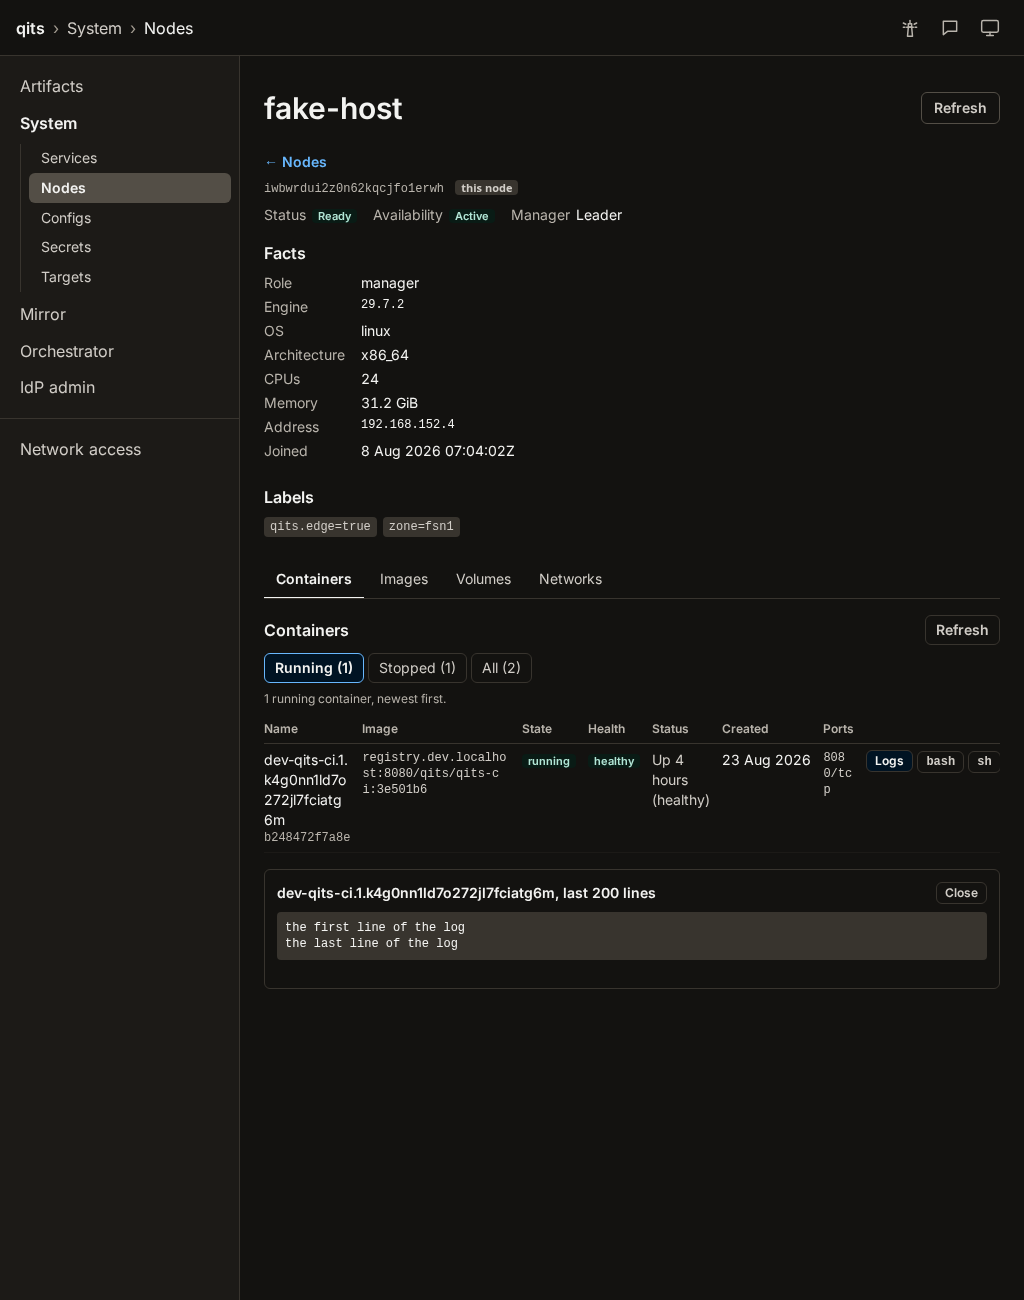 qits › System › Nodes
Artifacts
System
Services
Nodes
Configs
Secrets
Targets
Mirror
Orchestrator
IdP admin
Network access
fake-host
Refresh
← Nodes
iwbwrdui2z0n62kqcjfo1erwh this node
Status Ready Availability Active Manager Leader
Facts
Role manager
Engine 29.7.2
OS linux
Architecture x86_64
CPUs 24
Memory 31.2 GiB
Address 192.168.152.4
Joined 8 Aug 2026 07:04:02Z
Labels
qits.edge=true zone=fsn1
Containers Images Volumes Networks
Containers
Refresh
Running (1) Stopped (1) All (2)
1 running container, newest first.
Name Image State Health Status Created Ports
dev-qits-ci.1.
k4g0nn1ld7o
272jl7fciatg
6m
b248472f7a8e
registry.dev.localho
st:8080/qits/qits-c
i:3e501b6
running
healthy
Up 4
hours
(healthy)
23 Aug 2026
808
0/tc
p
Logs bash sh
dev-qits-ci.1.k4g0nn1ld7o272jl7fciatg6m, last 200 lines
Close
the first line of the log
the last line of the log